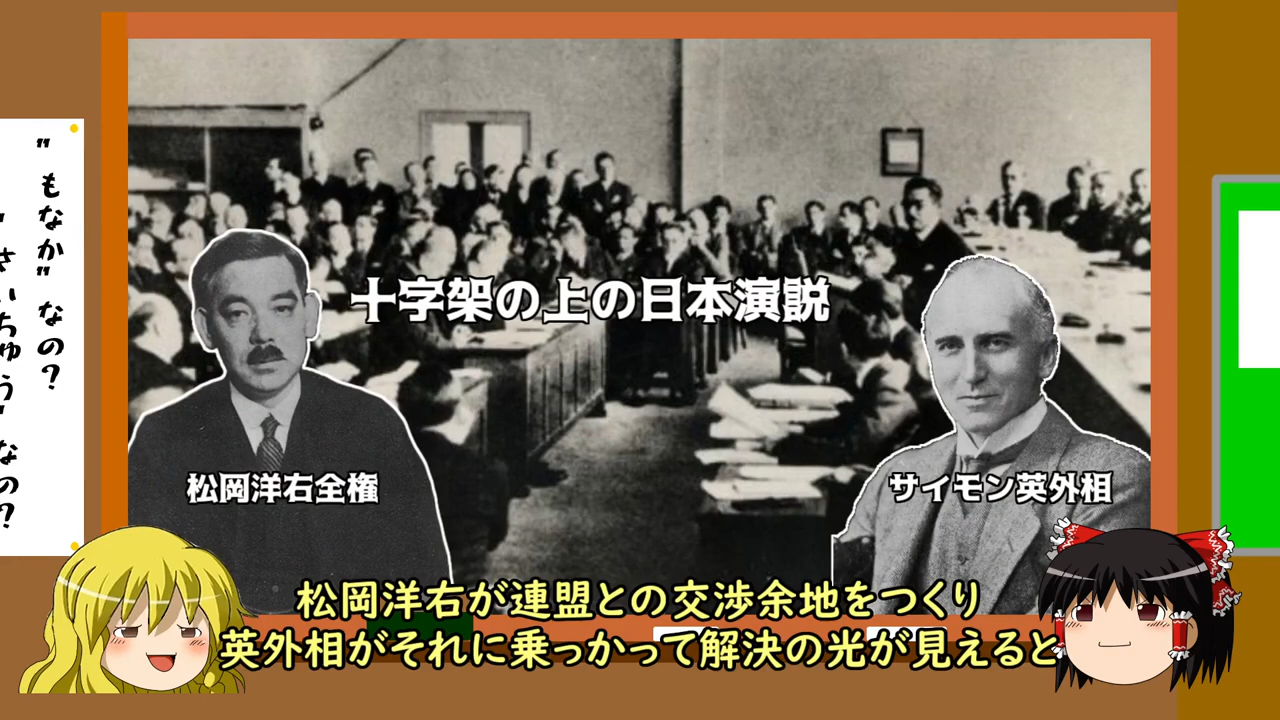 "もなか"なの?
"さいちゅう"なの?
十字架の上の日本演説
松岡洋右全権
サイモン英外相
松岡洋右が連盟との交渉余地をつくり
英外相がそれに乗っかって解決の光が見えると